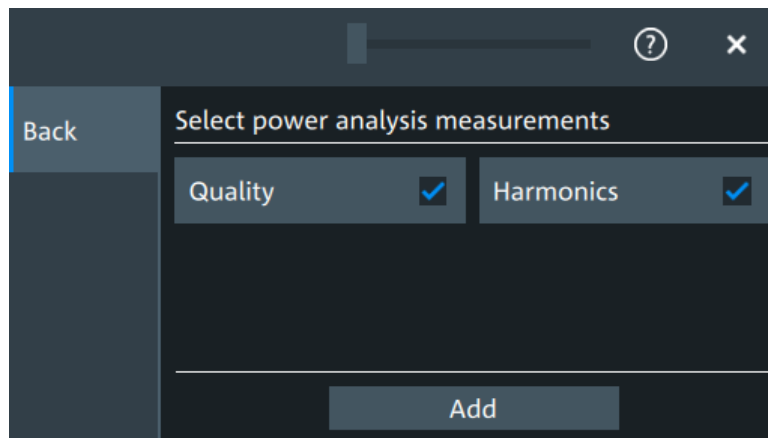 ?
Back
Select power analysis measurements
Quality
Harmonics
Add